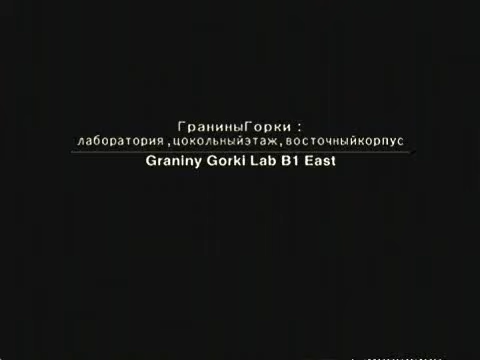 ГраниныГорки :
лаборатория ,цокольныйэтаж, восточныйкорпус
Graniny Gorki Lab B1 East